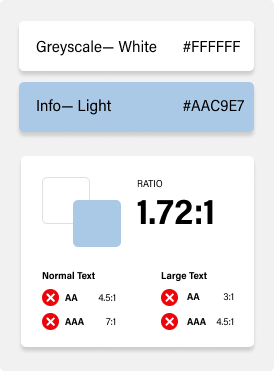 Greyscale— White #FFFFFF
Info— Light #AAC9E7
RATIO
1.72:1
Normal Text Large Text
AA 4.5:1 AA 3:1
AAA 7:1 AAA 4.5:1